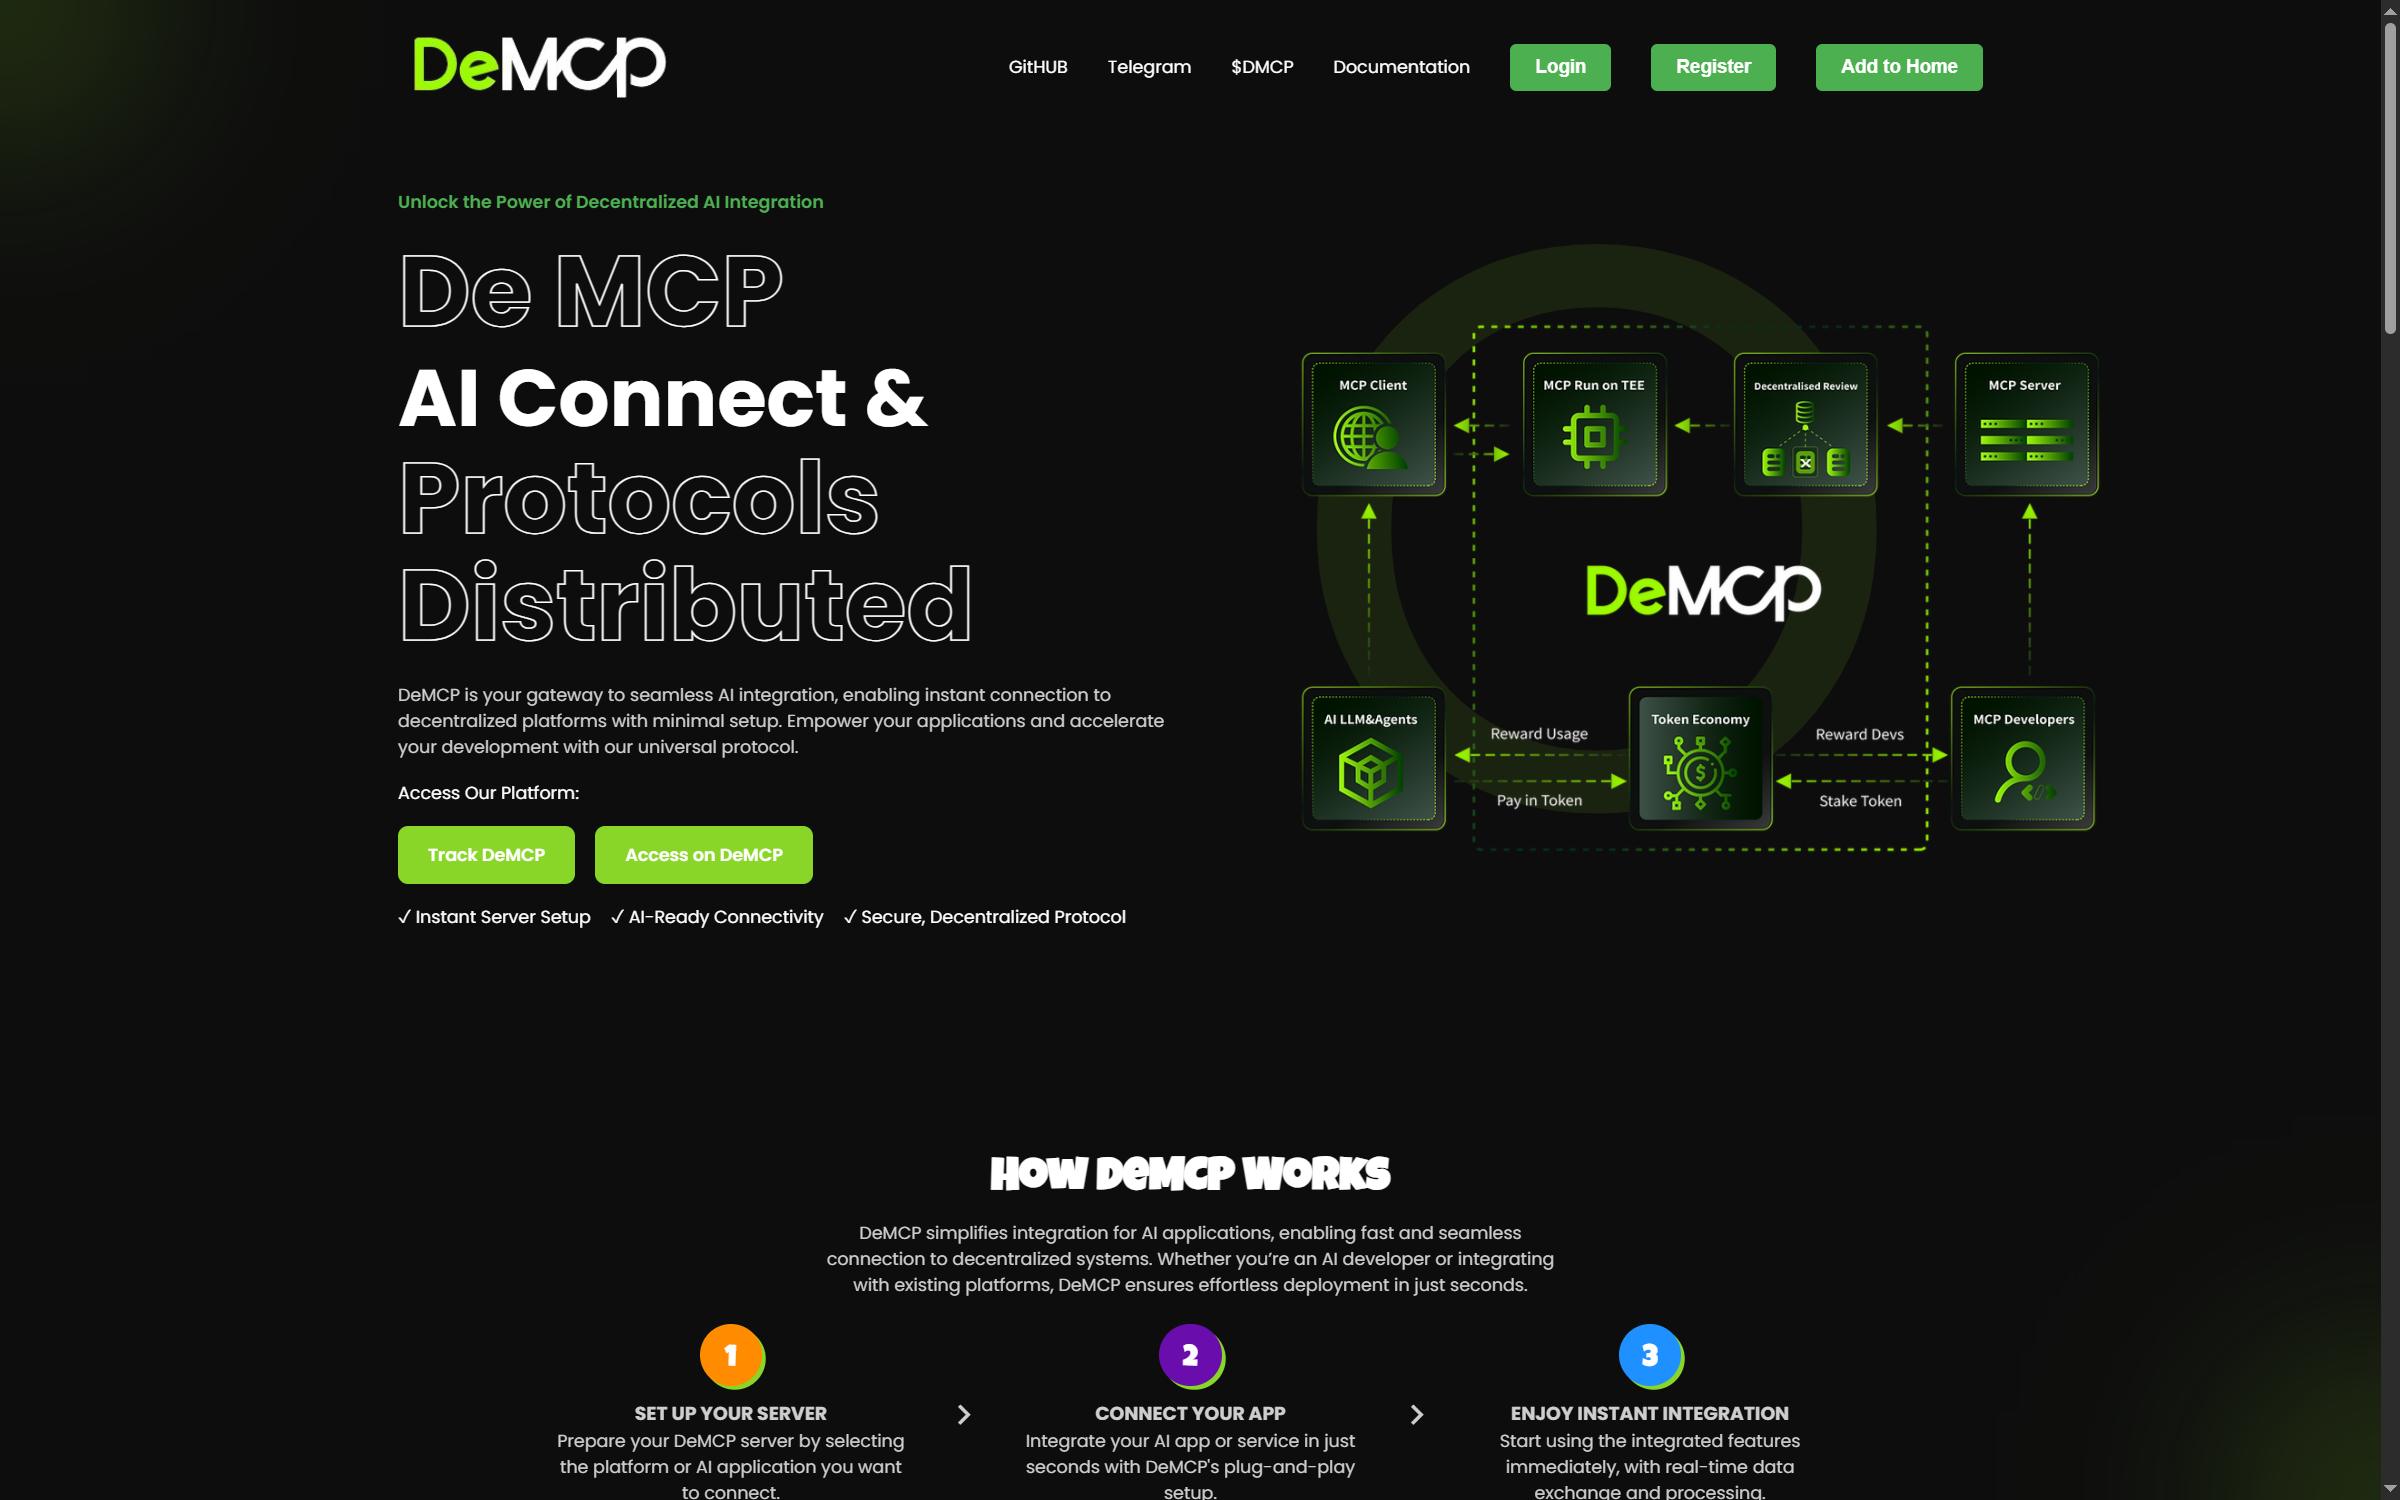 DeMCP
GitHUB
Telegram
$DMCP
Documentation
Login
Register
Add to Home
Unlock the Power of Decentralized AI Integration
De MCP
AI Connect &
Protocols
Distributed
DeMCP is your gateway to seamless AI integration, enabling instant connection to
decentralized platforms with minimal setup. Empower your applications and accelerate
your development with our universal protocol.
Access Our Platform:
Track DeMCP
Access on DeMCP
✓ Instant Server Setup
✓ AI-Ready Connectivity
✓ Secure, Decentralized Protocol
MCP Client
MCP Run on TEE
Decentralised Review
MCP Server
DeMCP
AI LLM&Agents
Reward Usage
Pay in Token
Token Economy
$
Reward Devs
Stake Token
MCP Developers
HOW DeMCP WORKS
DeMCP simplifies integration for AI applications, enabling fast and seamless
connection to decentralized systems. Whether you’re an AI developer or integrating
with existing platforms, DeMCP ensures effortless deployment in just seconds.
1
SET UP YOUR SERVER
Prepare your DeMCP server by selecting
the platform or AI application you want
to connect.
2
CONNECT YOUR APP
Integrate your AI app or service in just
seconds with DeMCP's plug-and-play
setup.
3
ENJOY INSTANT INTEGRATION
Start using the integrated features
immediately, with real-time data
exchange and processing.